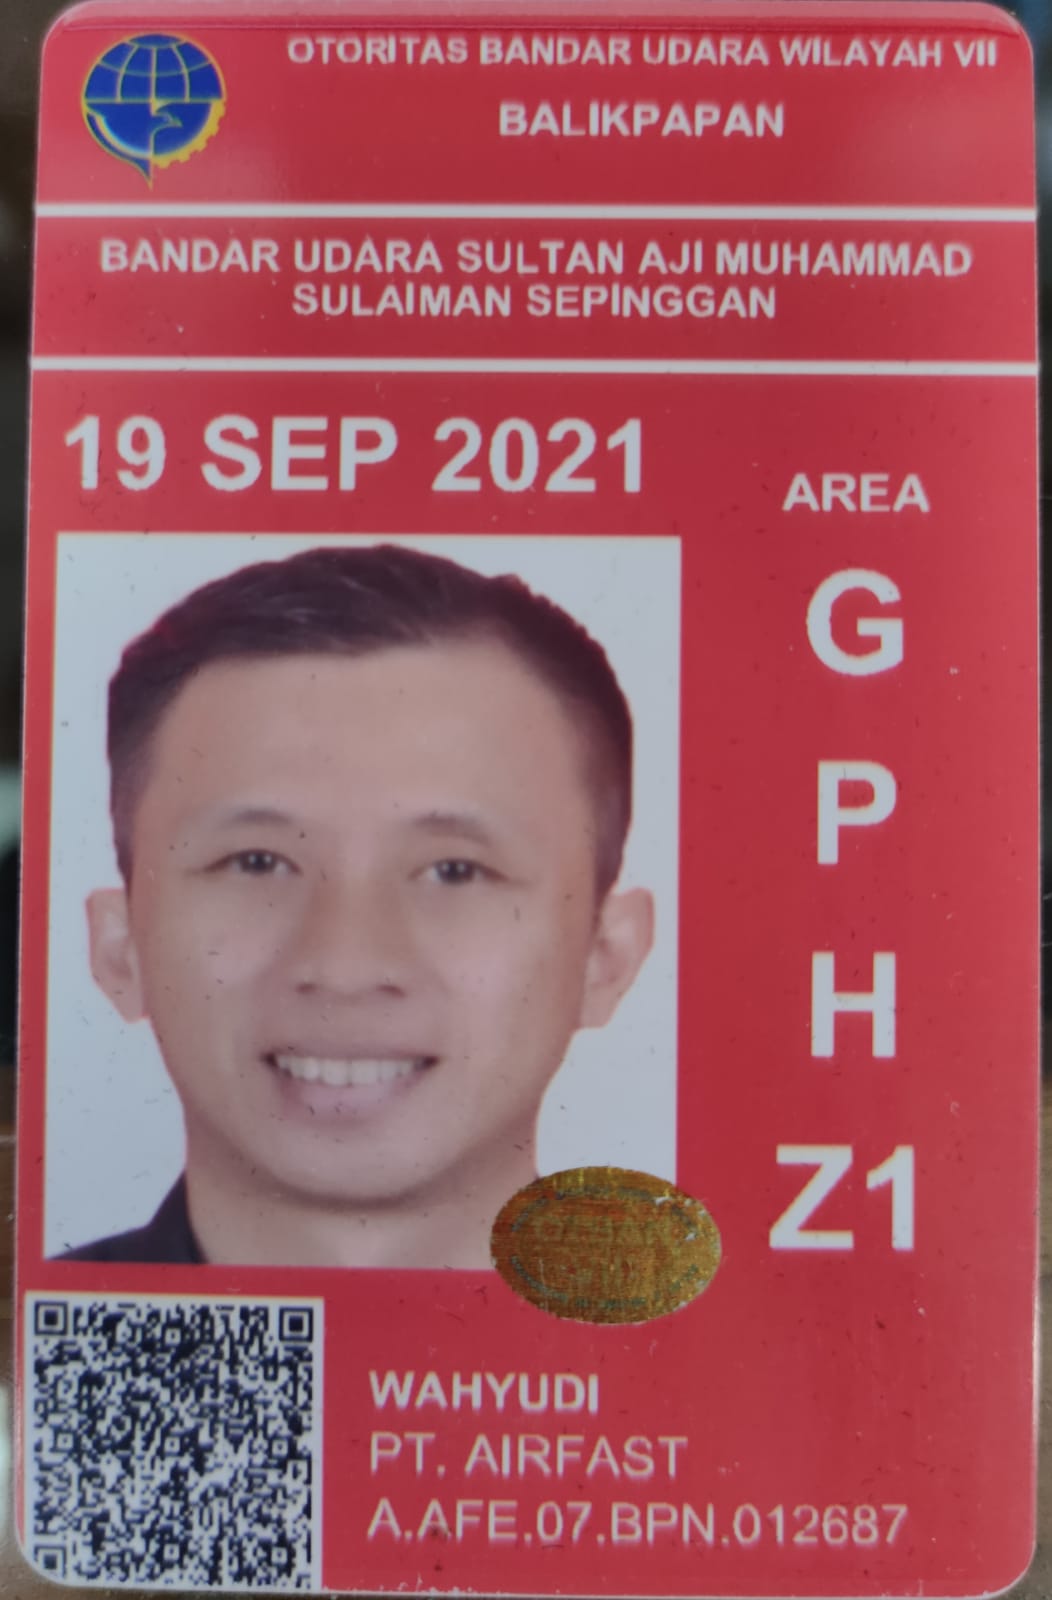 OTORITAS BANDAR UDARA WILAYAH VII
BALIKPAPAN
BANDAR UDARA SULTAN AJI MUHAMMAD
SULAIMAN SEPINGGAN
19 SEP 2021
AREA
G
P
H
Z1
WAHYUDI
PT. AIRFAST
A.AFE.07.BPN.012687